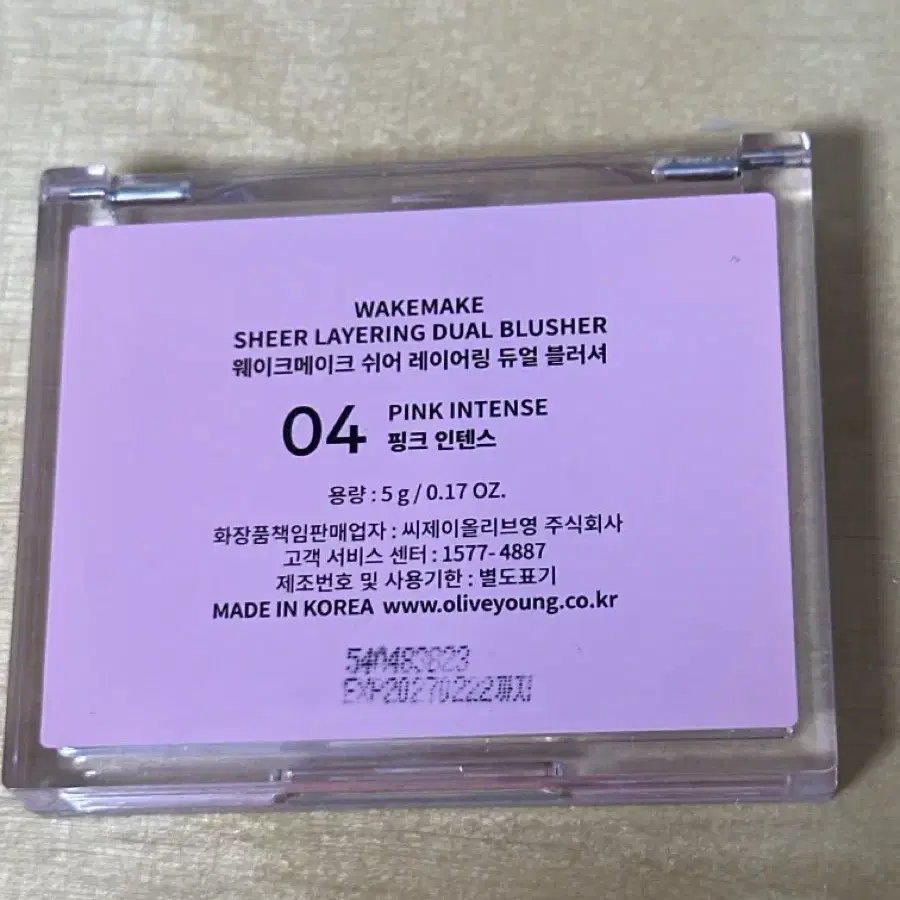 WAKEMAKE
SHEER LAYERING DUAL BLUSHER
웨이크메이크 쉬어 레이어링 듀얼 블러셔
04 PINK INTENSE
핑크 인텐스
용량 : 5 g / 0.17 OZ.
화장품책임판매업자 : 씨제이올리브영 주식회사
고객 서비스 센터 : 1577- 4887
제조번호 및 사용기한 : 별도표기
MADE IN KOREA www.oliveyoung.co.kr
EXP20270222까지